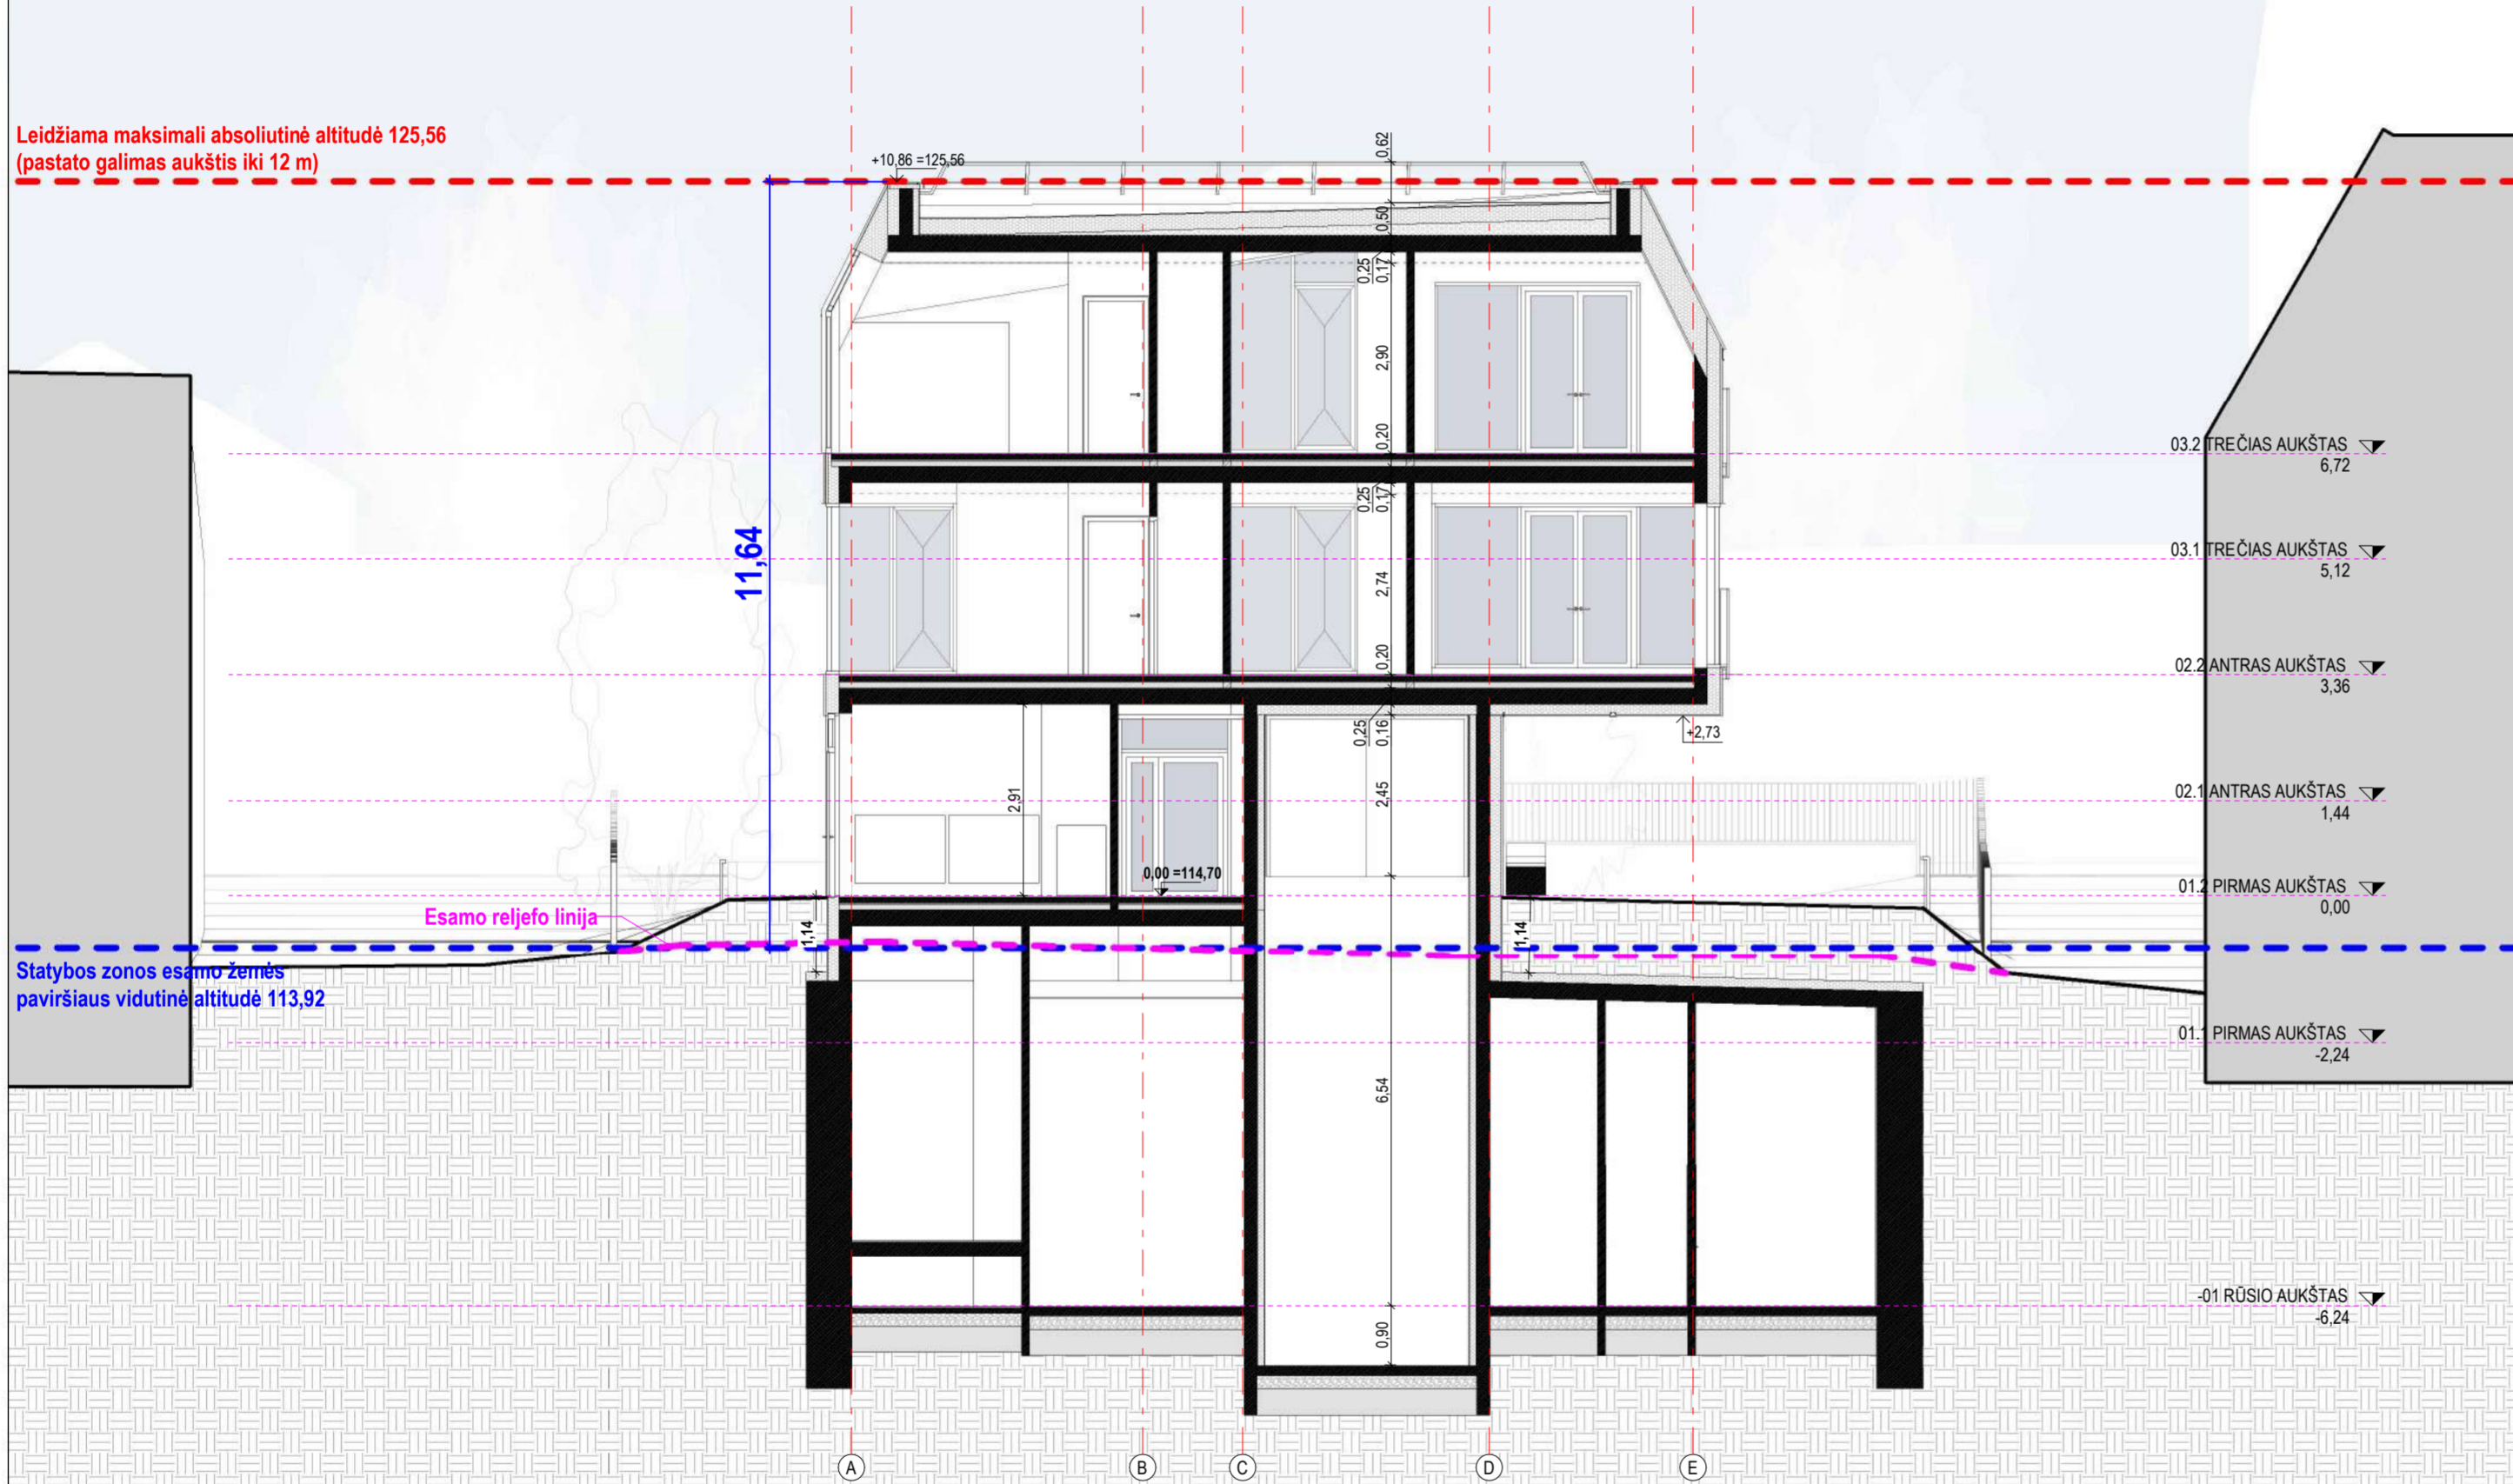 Leidžiama maksimali absoliutinė altitudė 125,56
(pastato galimas aukštis iki 12 m)
+10,86 =125,56
0,62
0,50
0,25
0,17
2,90
0,20
03.2 TREČIAS AUKŠTAS
6,72
0,25
0,17
11,64
03.1 TREČIAS AUKŠTAS
5,12
2,74
0,20
02.2 ANTRAS AUKŠTAS
3,36
0,25
0,16
+2,73
2,91
2,45
02.1 ANTRAS AUKŠTAS
1,44
0,00 =114,70
01.2 PIRMAS AUKŠTAS
0,00
Esamo reljefo linija
1,14
1,14
Statybos zonos esamo žemės
paviršiaus vidutinė altitudė 113,92
01.1 PIRMAS AUKŠTAS
-2,24
6,54
-01 RŪSIO AUKŠTAS
-6,24
0,90
A
B
C
D
E